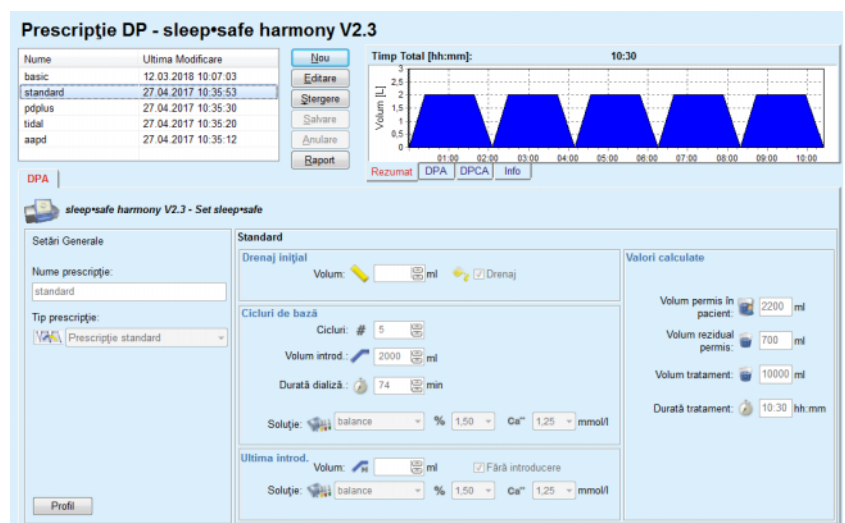 Prescripţie DP - sleep•safe harmony V2.3
Nume Ultima Modificare
basic 12.03.2018 10:07:03
standard 27.04.2017 10:35:53
pdplus 27.04.2017 10:35:30
tidal 27.04.2017 10:35:20
aapd 27.04.2017 10:35:12
Nou
Editare
Ştergere
Salvare
Anulare
Raport
Timp Total [hh:mm]: 10:30
Volum [L]
3
2,5
2
1,5
1
0,5
0
01:00 02:00 03:00 04:00 05:00 06:00 07:00 08:00 09:00 10:00
Rezumat DPA DPCA Info
DPA
sleep•safe harmony V2.3 - Set sleep•safe
Setări Generale
Nume prescripţie:
standard
Tip prescripţie:
Prescripţie standard
Profil
Standard
Drenaj iniţial
Volum: ml Drenaj
Cicluri de bază
Cicluri: # 5
Volum introd.: 2000 ml
Durată dializă.: 74 min
Soluţie: balance % 1,50 Ca++ 1,25 mmol/l
Ultima introd.
Volum: ml Fără introducere
Soluţie: balance % 1,50 Ca++ 1,25 mmol/l
Valori calculate
Volum permis în
pacient: 2200 ml
Volum rezidual
permis: 700 ml
Volum tratament: 10000 ml
Durată tratament: 10:30 hh:mm